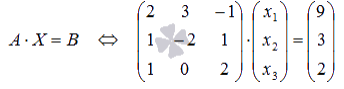 A · X = B ⇔ ( 2 3 −1 ; 1 −2 1 ; 1 0 2 ) · ( x₁ ; x₂ ; x₃ ) = ( 9 ; 3 ; 2 )